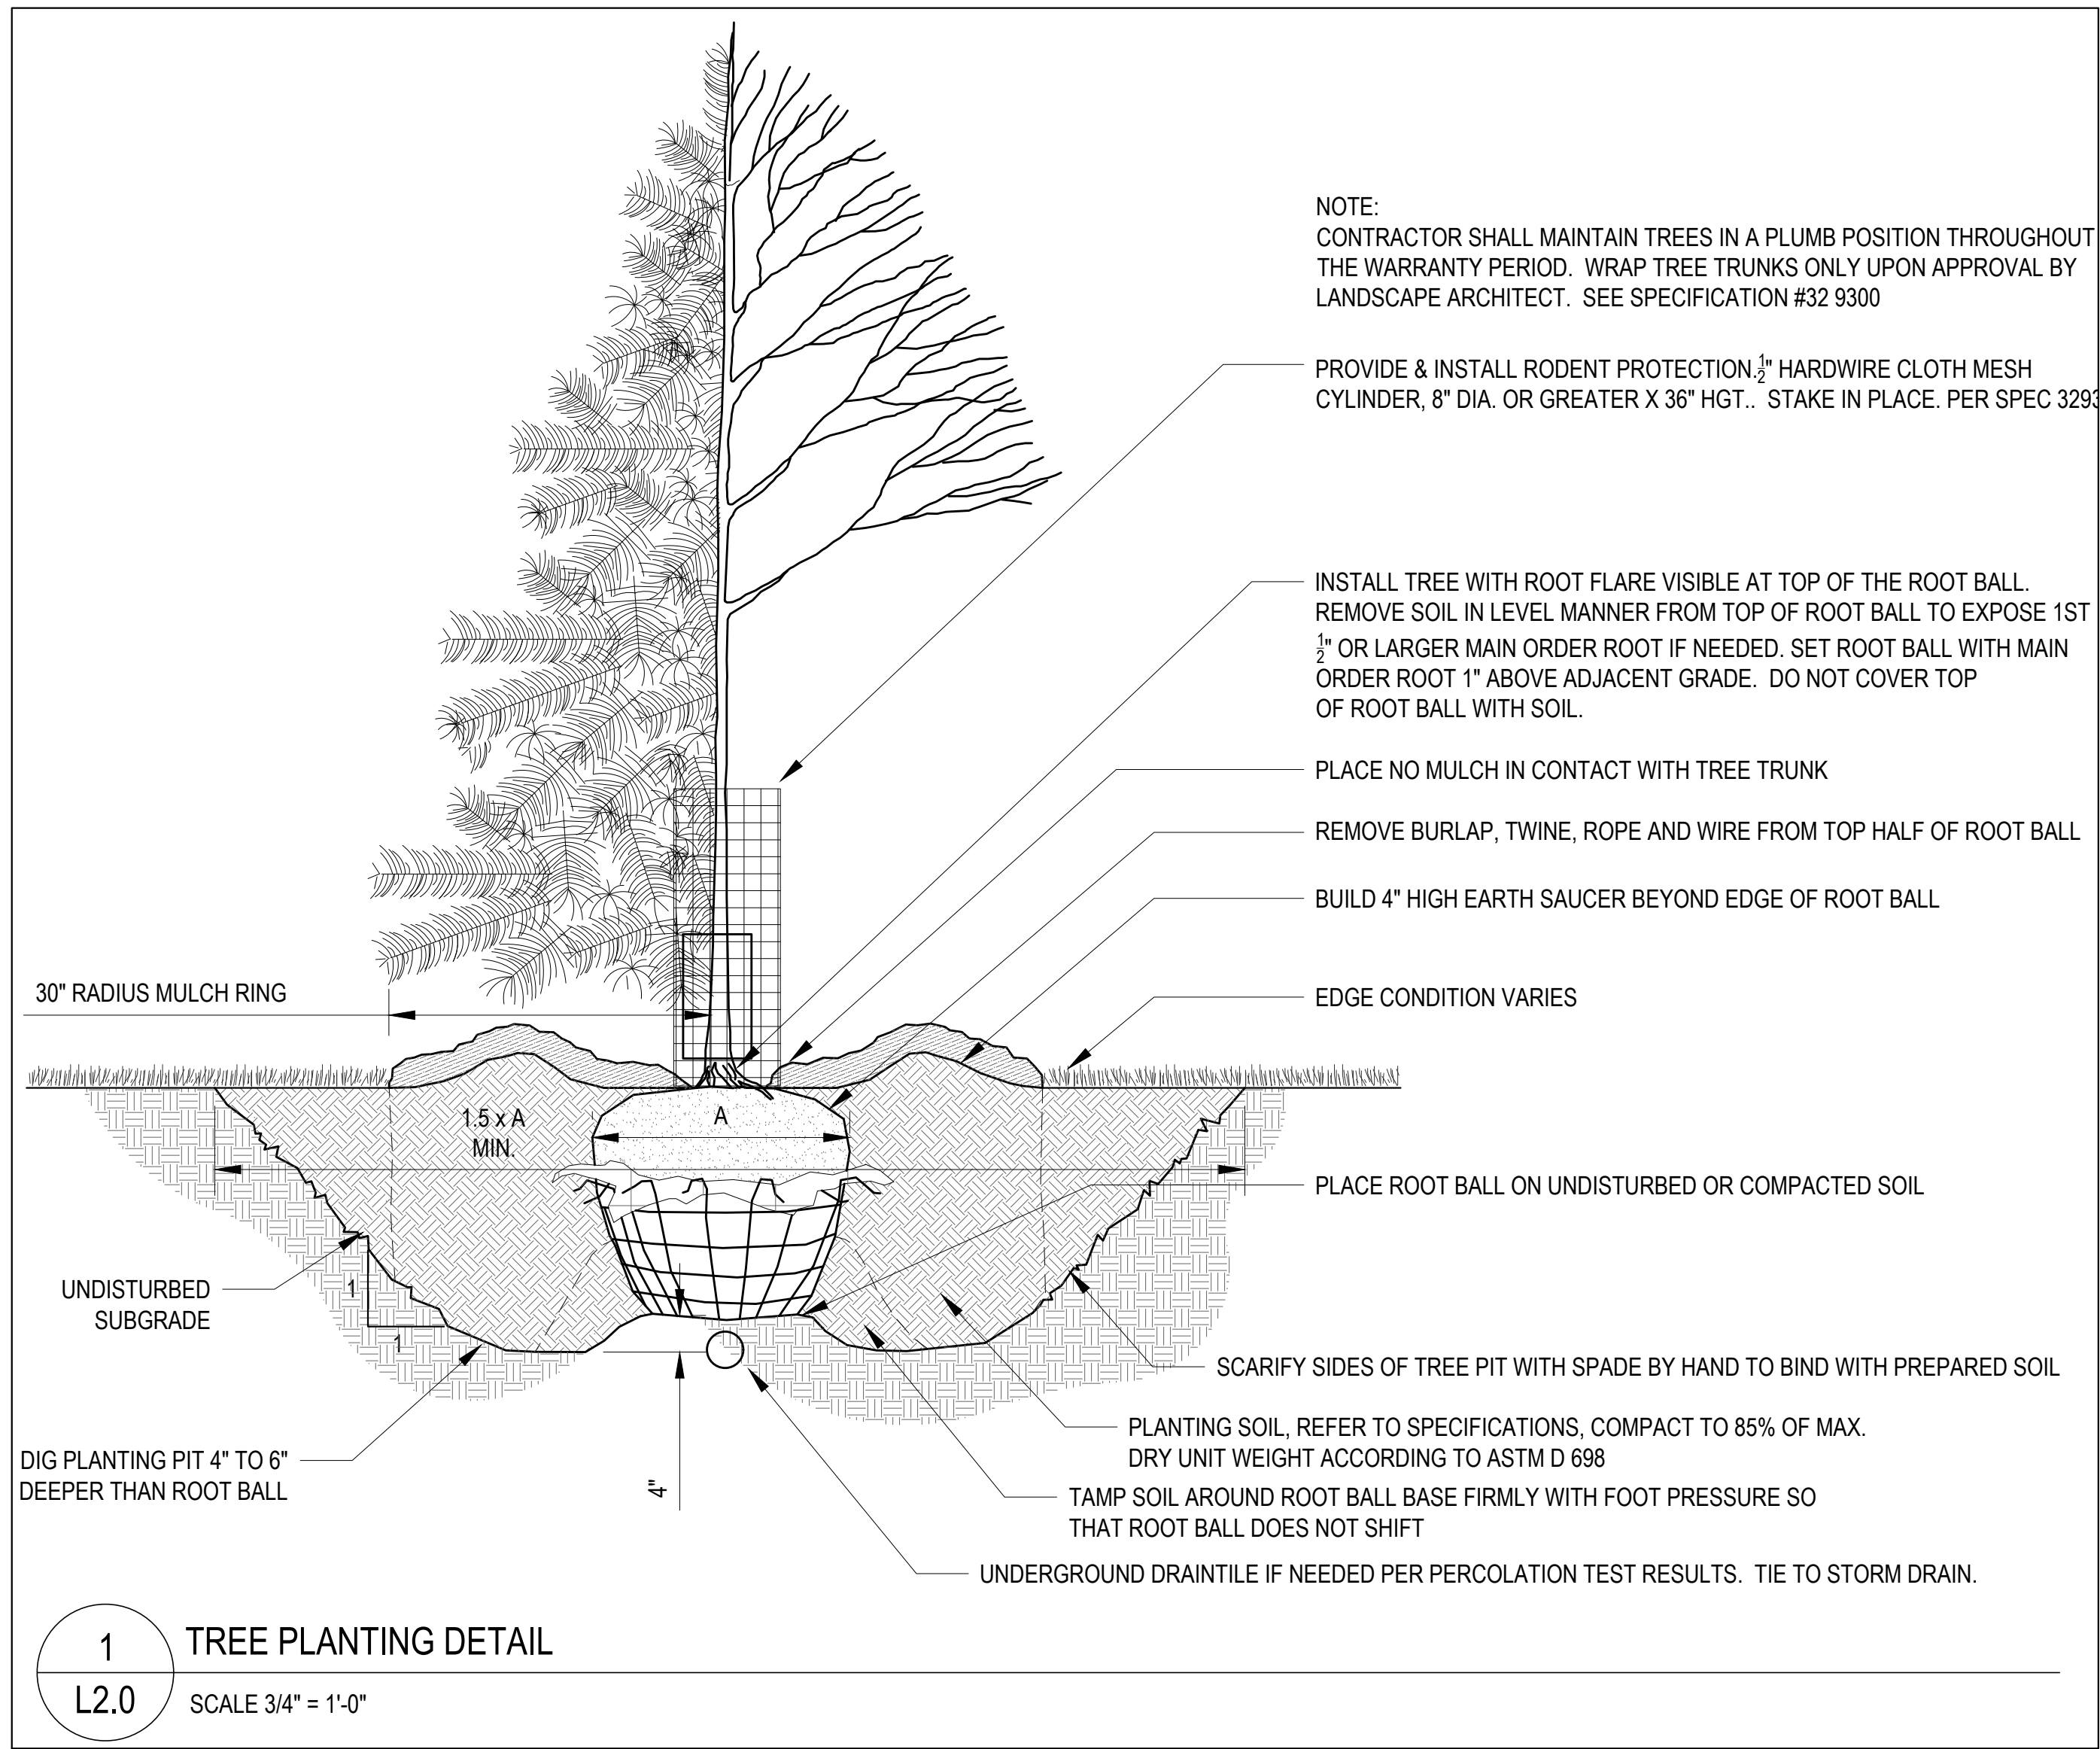 NOTE:
CONTRACTOR SHALL MAINTAIN TREES IN A PLUMB POSITION THROUGHOUT
THE WARRANTY PERIOD. WRAP TREE TRUNKS ONLY UPON APPROVAL BY
LANDSCAPE ARCHITECT. SEE SPECIFICATION #32 9300
PROVIDE & INSTALL RODENT PROTECTION. 1/2" HARDWIRE CLOTH MESH
CYLINDER, 8" DIA. OR GREATER X 36" HGT.. STAKE IN PLACE. PER SPEC 3293
INSTALL TREE WITH ROOT FLARE VISIBLE AT TOP OF THE ROOT BALL.
REMOVE SOIL IN LEVEL MANNER FROM TOP OF ROOT BALL TO EXPOSE 1ST
1/2" OR LARGER MAIN ORDER ROOT IF NEEDED. SET ROOT BALL WITH MAIN
ORDER ROOT 1" ABOVE ADJACENT GRADE. DO NOT COVER TOP
OF ROOT BALL WITH SOIL.
PLACE NO MULCH IN CONTACT WITH TREE TRUNK
REMOVE BURLAP, TWINE, ROPE AND WIRE FROM TOP HALF OF ROOT BALL
BUILD 4" HIGH EARTH SAUCER BEYOND EDGE OF ROOT BALL
30" RADIUS MULCH RING
EDGE CONDITION VARIES
1.5 x A
MIN.
A
PLACE ROOT BALL ON UNDISTURBED OR COMPACTED SOIL
UNDISTURBED
SUBGRADE
1
1
SCARIFY SIDES OF TREE PIT WITH SPADE BY HAND TO BIND WITH PREPARED SOIL
PLANTING SOIL, REFER TO SPECIFICATIONS, COMPACT TO 85% OF MAX.
DRY UNIT WEIGHT ACCORDING TO ASTM D 698
DIG PLANTING PIT 4" TO 6"
DEEPER THAN ROOT BALL
4"
TAMP SOIL AROUND ROOT BALL BASE FIRMLY WITH FOOT PRESSURE SO
THAT ROOT BALL DOES NOT SHIFT
UNDERGROUND DRAINTILE IF NEEDED PER PERCOLATION TEST RESULTS. TIE TO STORM DRAIN.
1
TREE PLANTING DETAIL
L2.0
SCALE 3/4" = 1'-0"